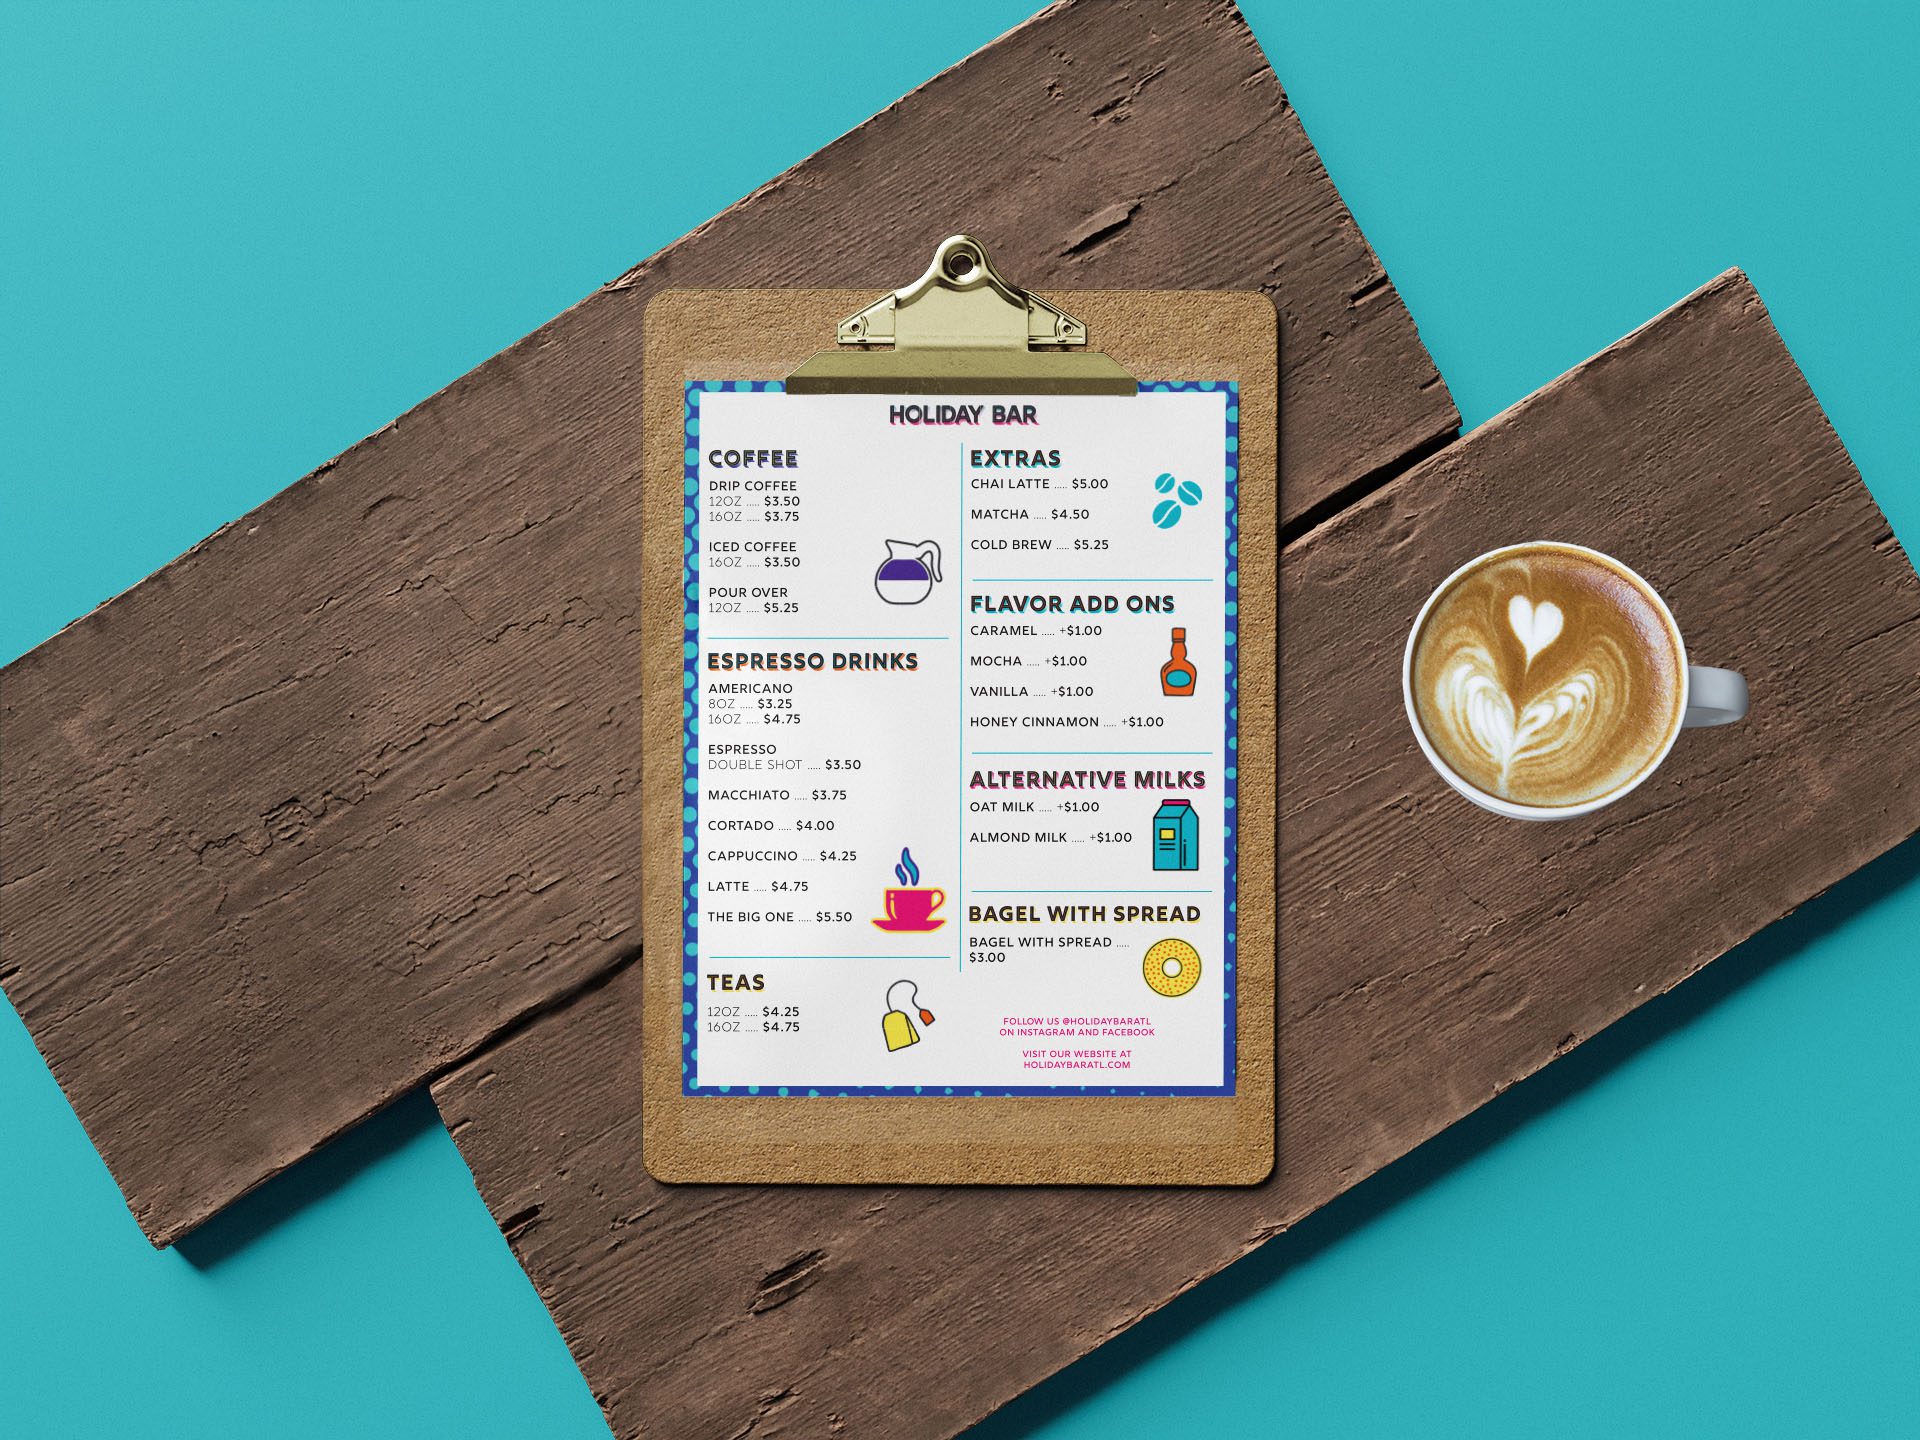 HOLIDAY BAR
COFFEE
DRIP COFFEE
12OZ ..... $3.50
16OZ ..... $3.75
ICED COFFEE
16OZ ..... $3.50
POUR OVER
12OZ ..... $5.25
ESPRESSO DRINKS
AMERICANO
8OZ ..... $3.25
16OZ ..... $4.75
ESPRESSO
DOUBLE SHOT ..... $3.50
MACCHIATO ..... $3.75
CORTADO ..... $4.00
CAPPUCCINO ..... $4.25
LATTE ..... $4.75
THE BIG ONE ..... $5.50
TEAS
12OZ ..... $4.25
16OZ ..... $4.75
EXTRAS
CHAI LATTE ..... $5.00
MATCHA ..... $4.50
COLD BREW ..... $5.25
FLAVOR ADD ONS
CARAMEL ..... +$1.00
MOCHA ..... +$1.00
VANILLA ..... +$1.00
HONEY CINNAMON ..... +$1.00
ALTERNATIVE MILKS
OAT MILK ..... +$1.00
ALMOND MILK ..... +$1.00
BAGEL WITH SPREAD
BAGEL WITH SPREAD .....
$3.00
FOLLOW US @HOLIDAYBARATL
ON INSTAGRAM AND FACEBOOK
VISIT OUR WEBSITE AT
HOLIDAYBARATL.COM